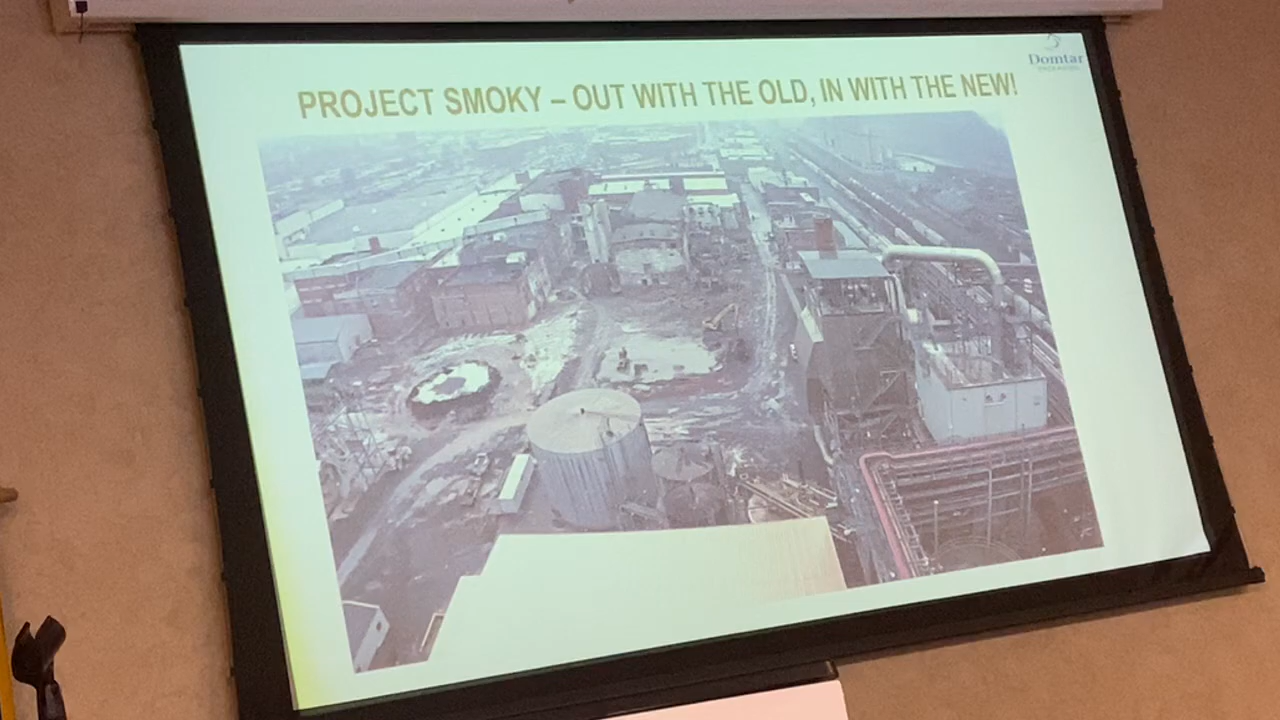 Domtar
PROJECT SMOKY – OUT WITH THE OLD, IN WITH THE NEW!